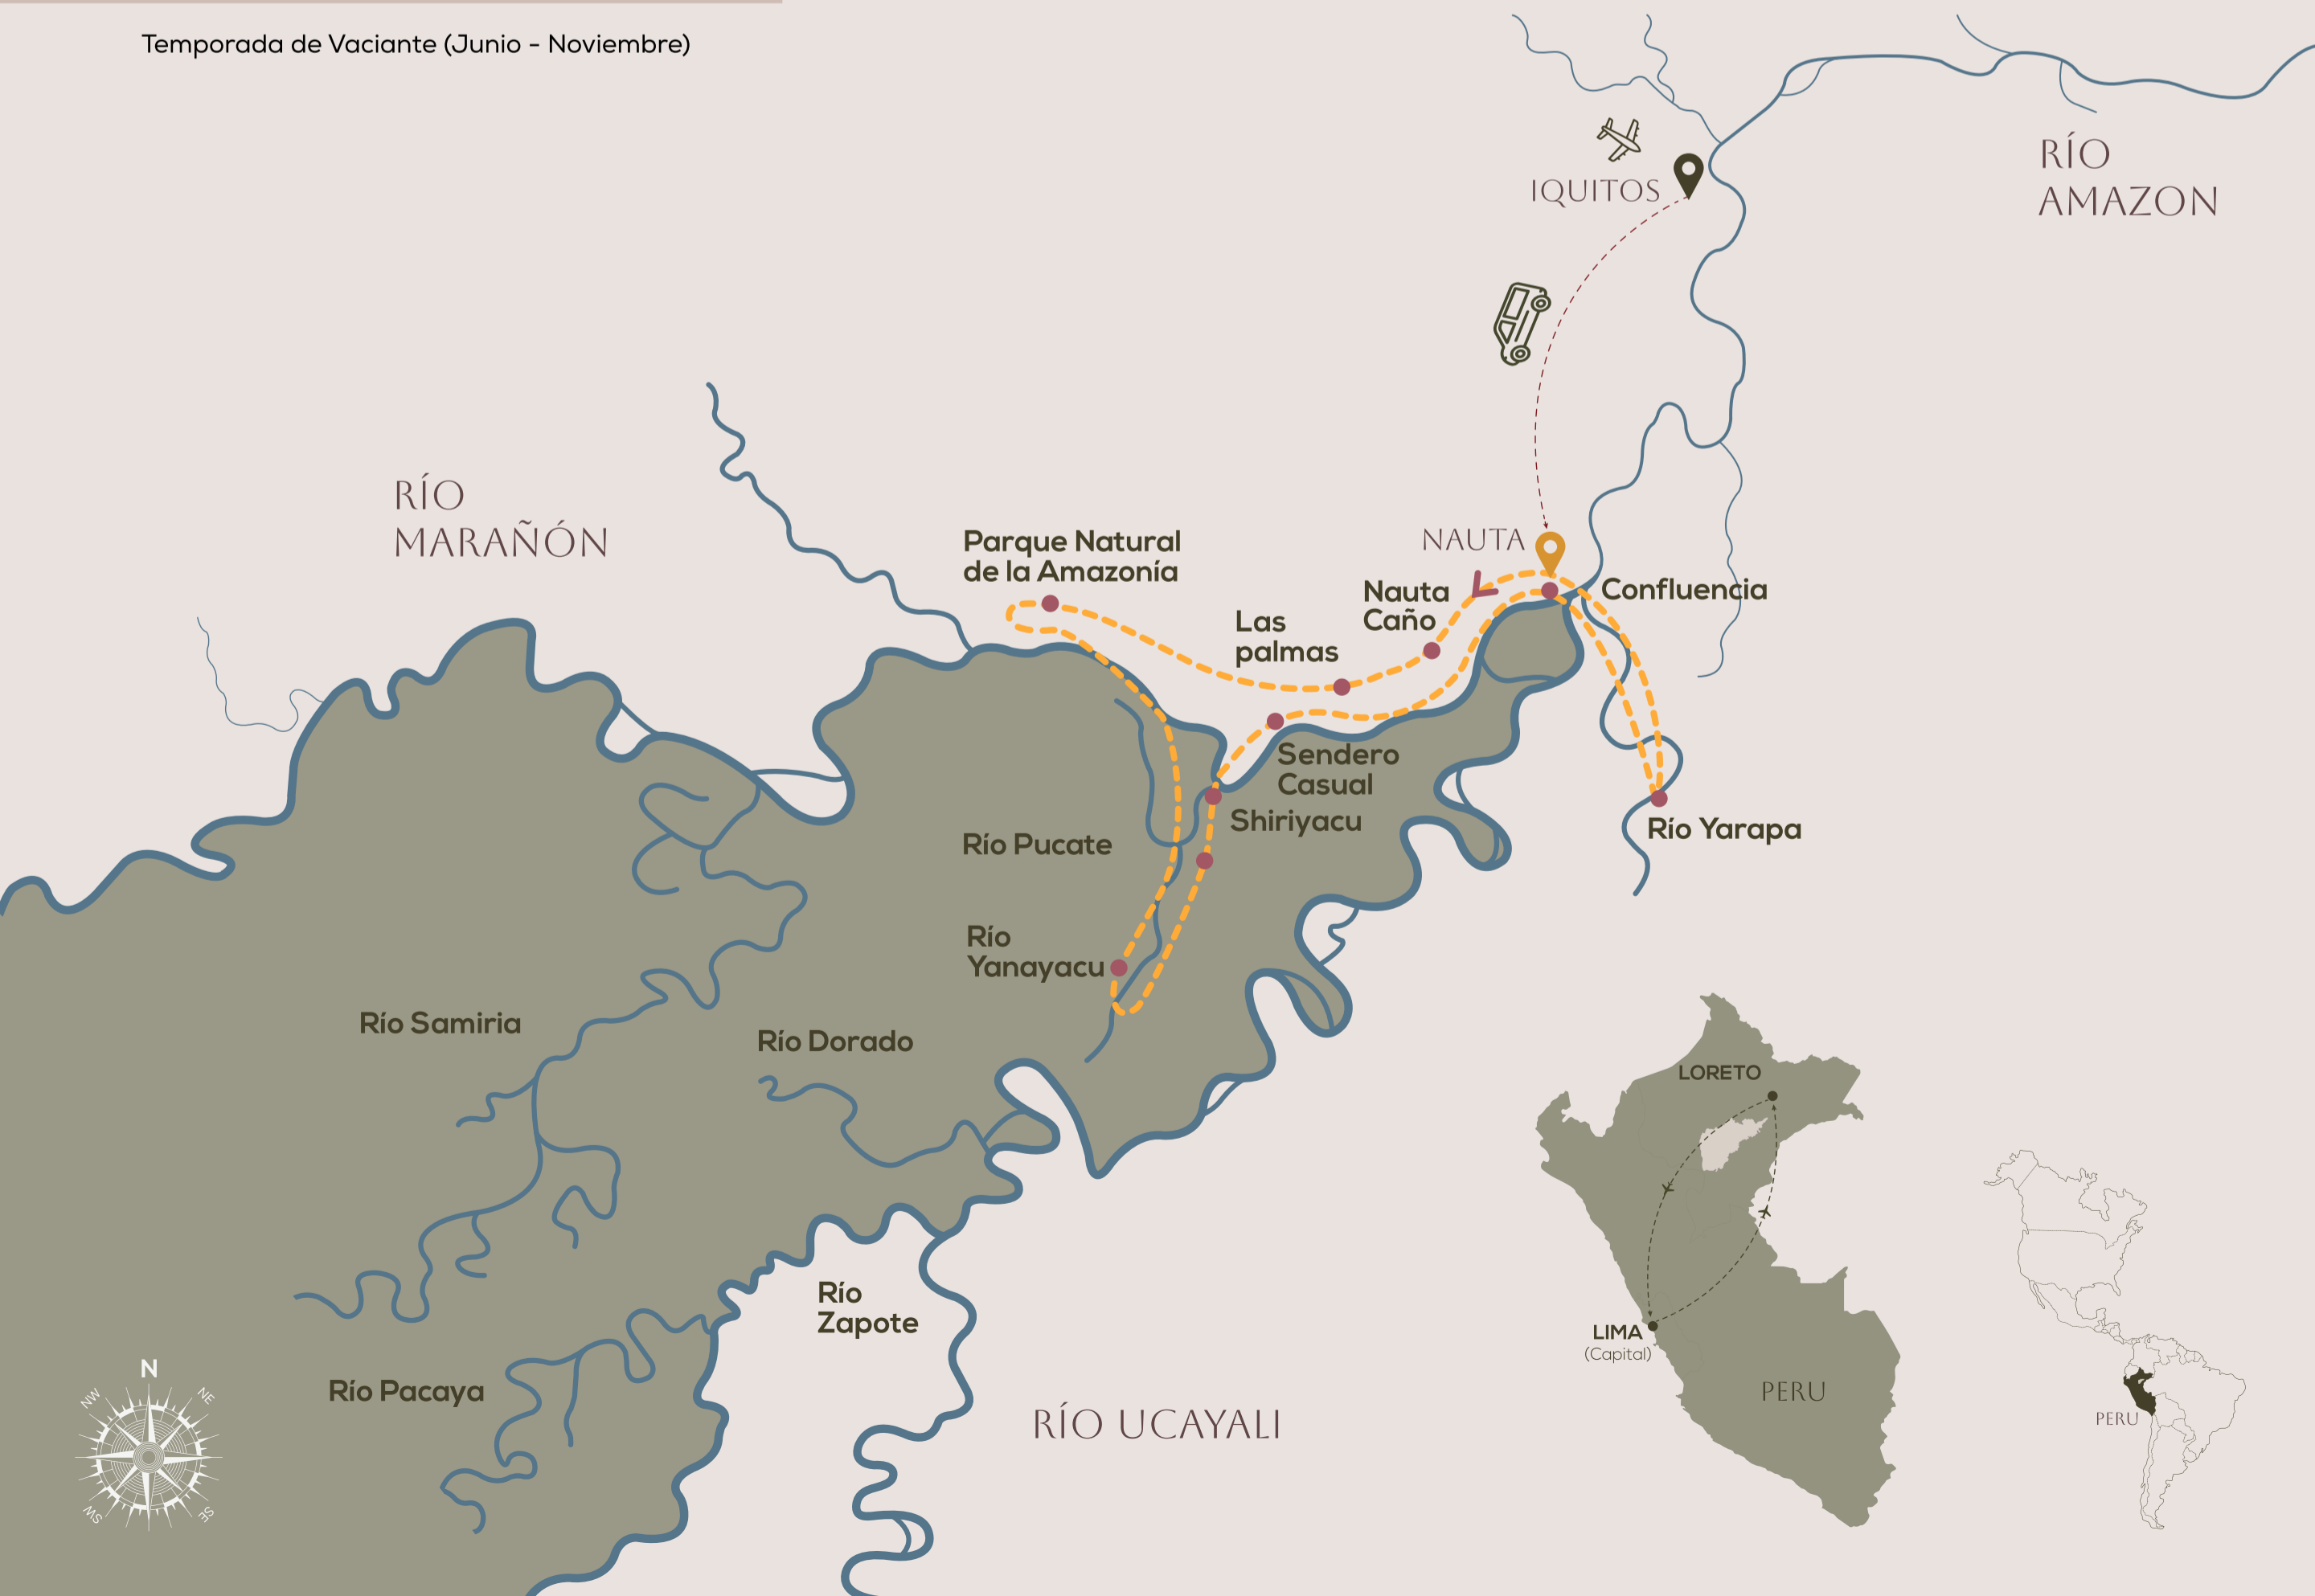 Temporada de Vaciante (Junio - Noviembre)
RÍO
AMAZON
IQUITOS
RÍO
MARAÑÓN
NAUTA
Parque Natural
de la Amazonía
Nauta
Caño
Confluencia
Las
palmas
Sendero
Casual
Shiriyacu
Río Yarapa
Río Pucate
Río
Yanayacu
Río Samiria
Río Dorado
Río
Zapote
Río Pacaya
RÍO UCAYALI
LORETO
LIMA
(Capital)
PERU
PERU
N
NW
NE
SW
SE